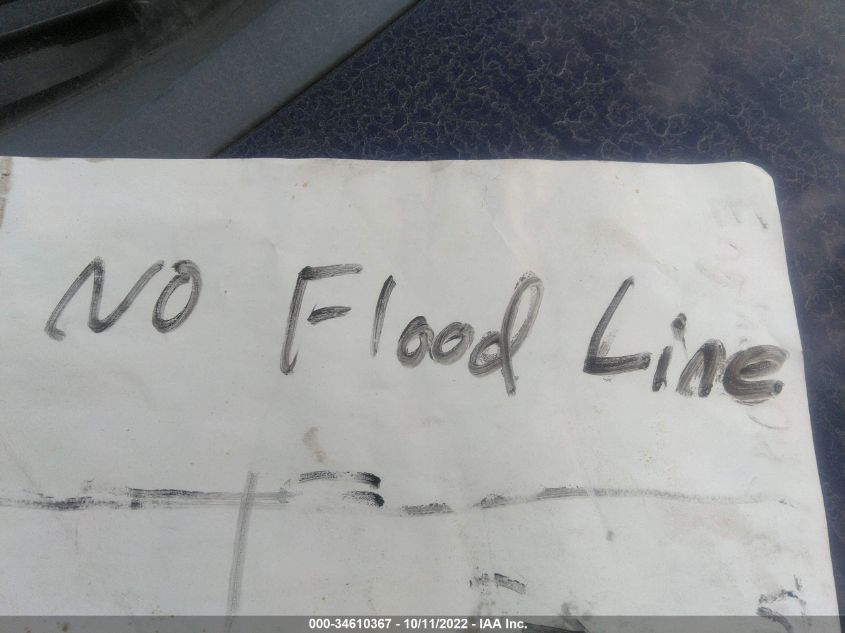 No Flood Line
000-34610367 - 10/11/2022 - IAA Inc.